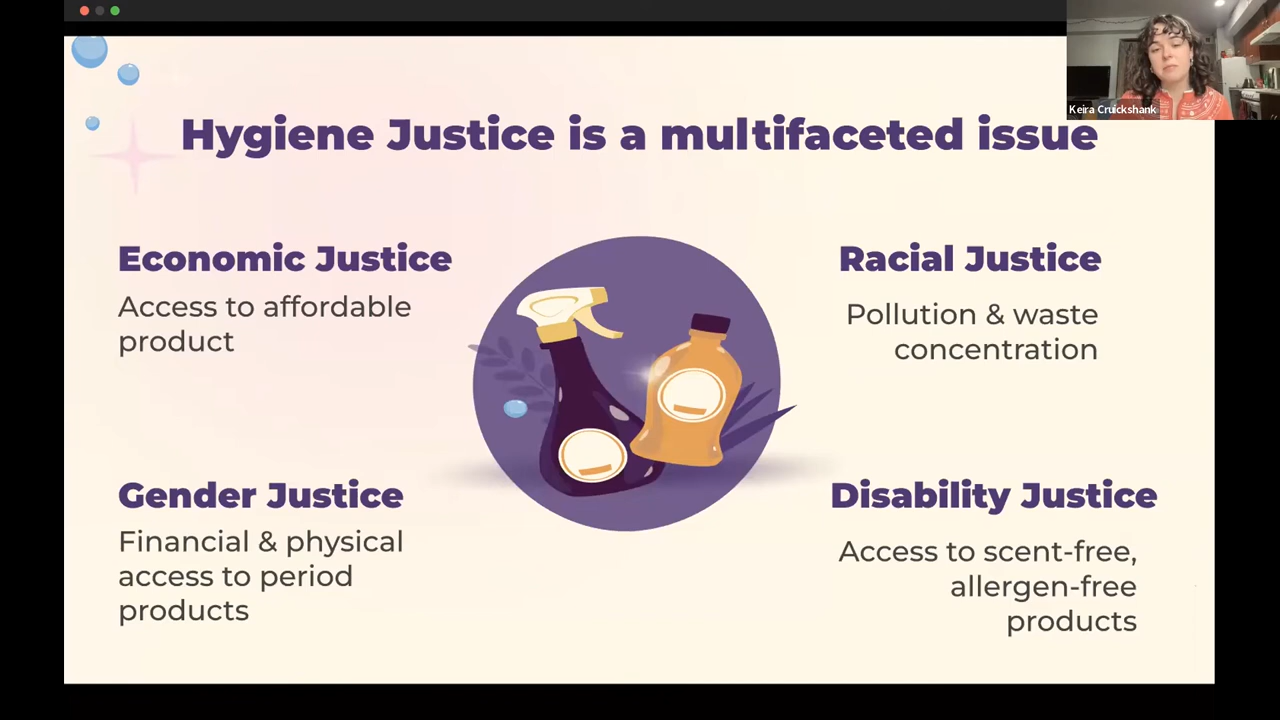 Keira Cruickshank
Hygiene Justice is a multifaceted issue
Economic Justice
Access to affordable
product
Racial Justice
Pollution & waste
concentration
Gender Justice
Financial & physical
access to period
products
Disability Justice
Access to scent-free,
allergen-free
products